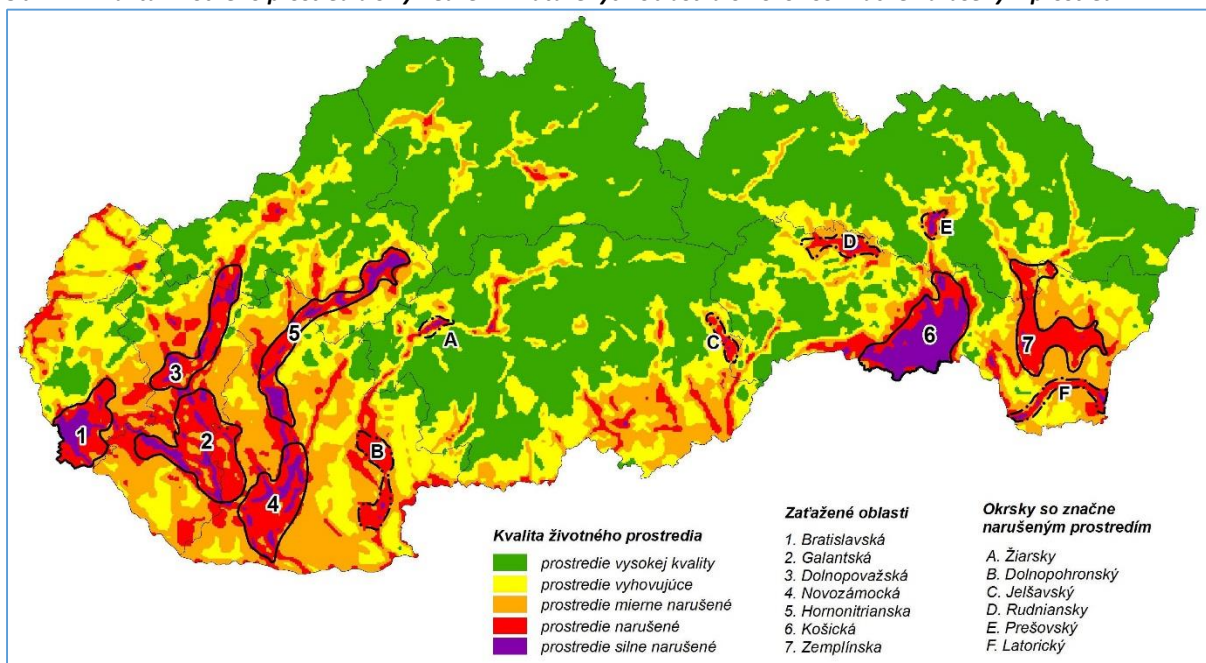 1
2
3
4
5
6
7
A
B
C
D
E
F
Kvalita životného prostredia
prostredie vysokej kvality
prostredie vyhovujúce
prostredie mierne narušené
prostredie narušené
prostredie silne narušené
Zaťažené oblasti
1. Bratislavská
2. Galantská
3. Dolnopovažská
4. Novozámocká
5. Hornonitrianska
6. Košická
7. Zemplínska
Okrsky so značne
narušeným prostredím
A. Žiarsky
B. Dolnopohronský
C. Jelšavský
D. Rudniansky
E. Prešovský
F. Latorický